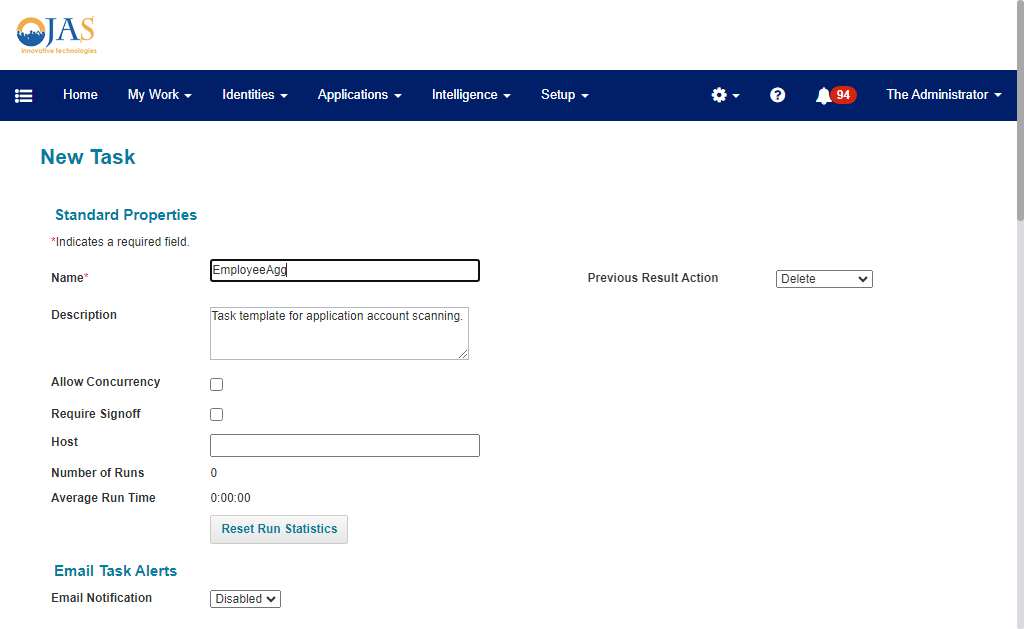 OJAS
innovative technologies
Home My Work Identities Applications Intelligence Setup ? 94 The Administrator
New Task
Standard Properties
*Indicates a required field.
Name* EmployeeAgg Previous Result Action Delete
Description Task template for application account scanning.
Allow Concurrency
Require Signoff
Host
Number of Runs 0
Average Run Time 0:00:00
Reset Run Statistics
Email Task Alerts
Email Notification Disabled